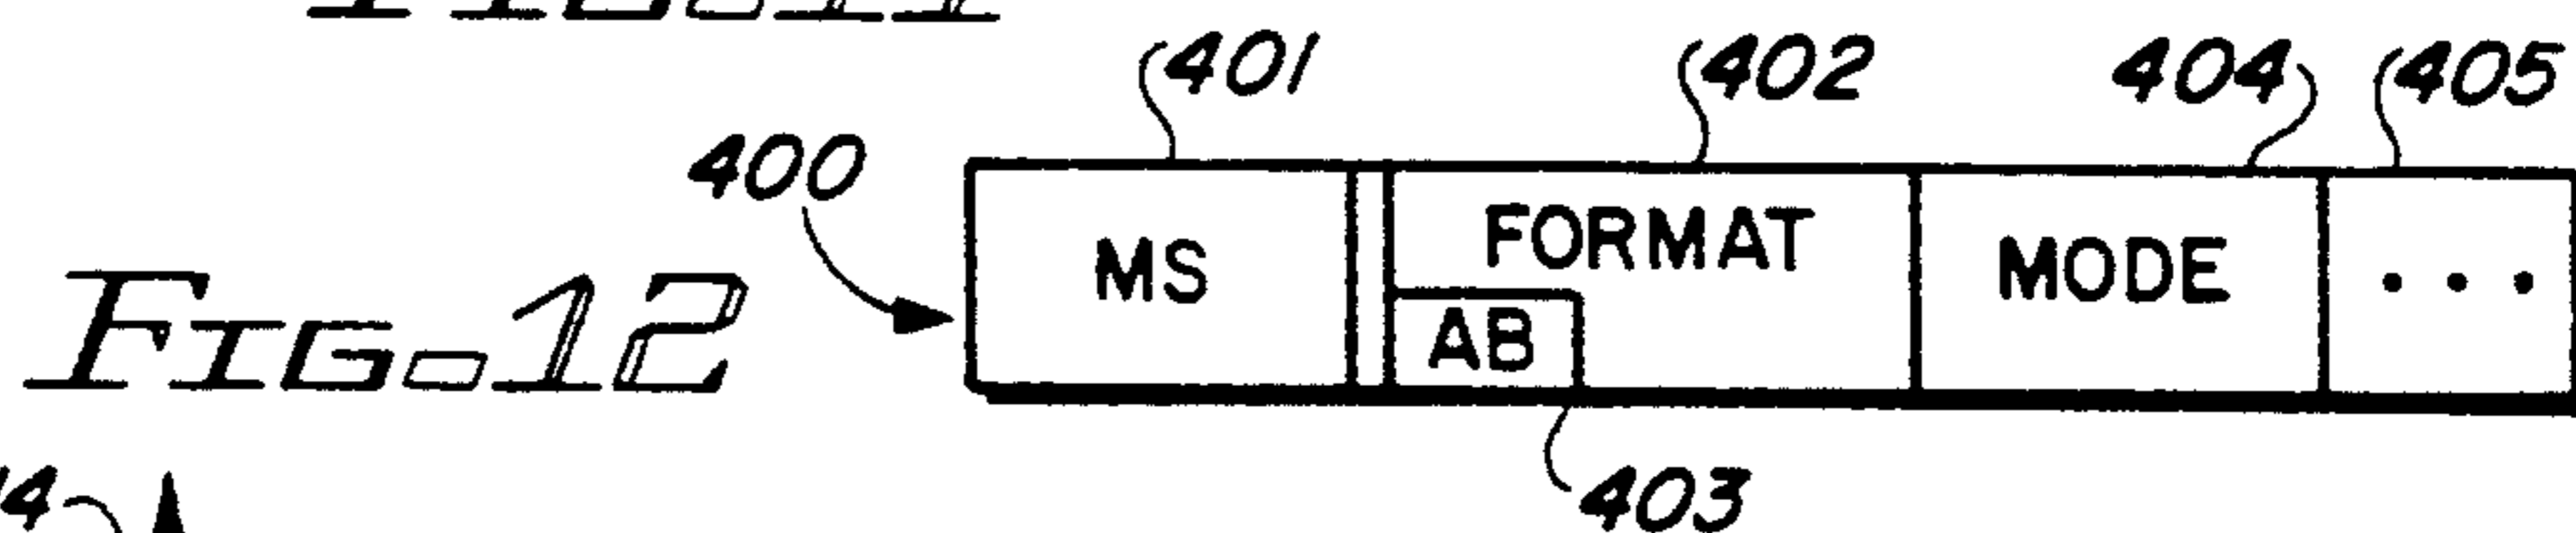 401 402 404 405
400
MS FORMAT MODE ...
AB
FIG. 12
403